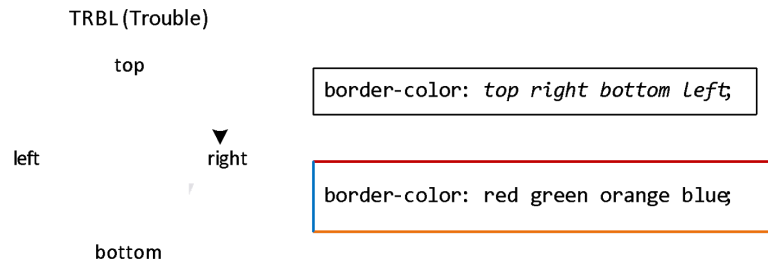 TRBL (Trouble)
top
border-color: top right bottom left;
left
right
border-color: red green orange blue;
bottom